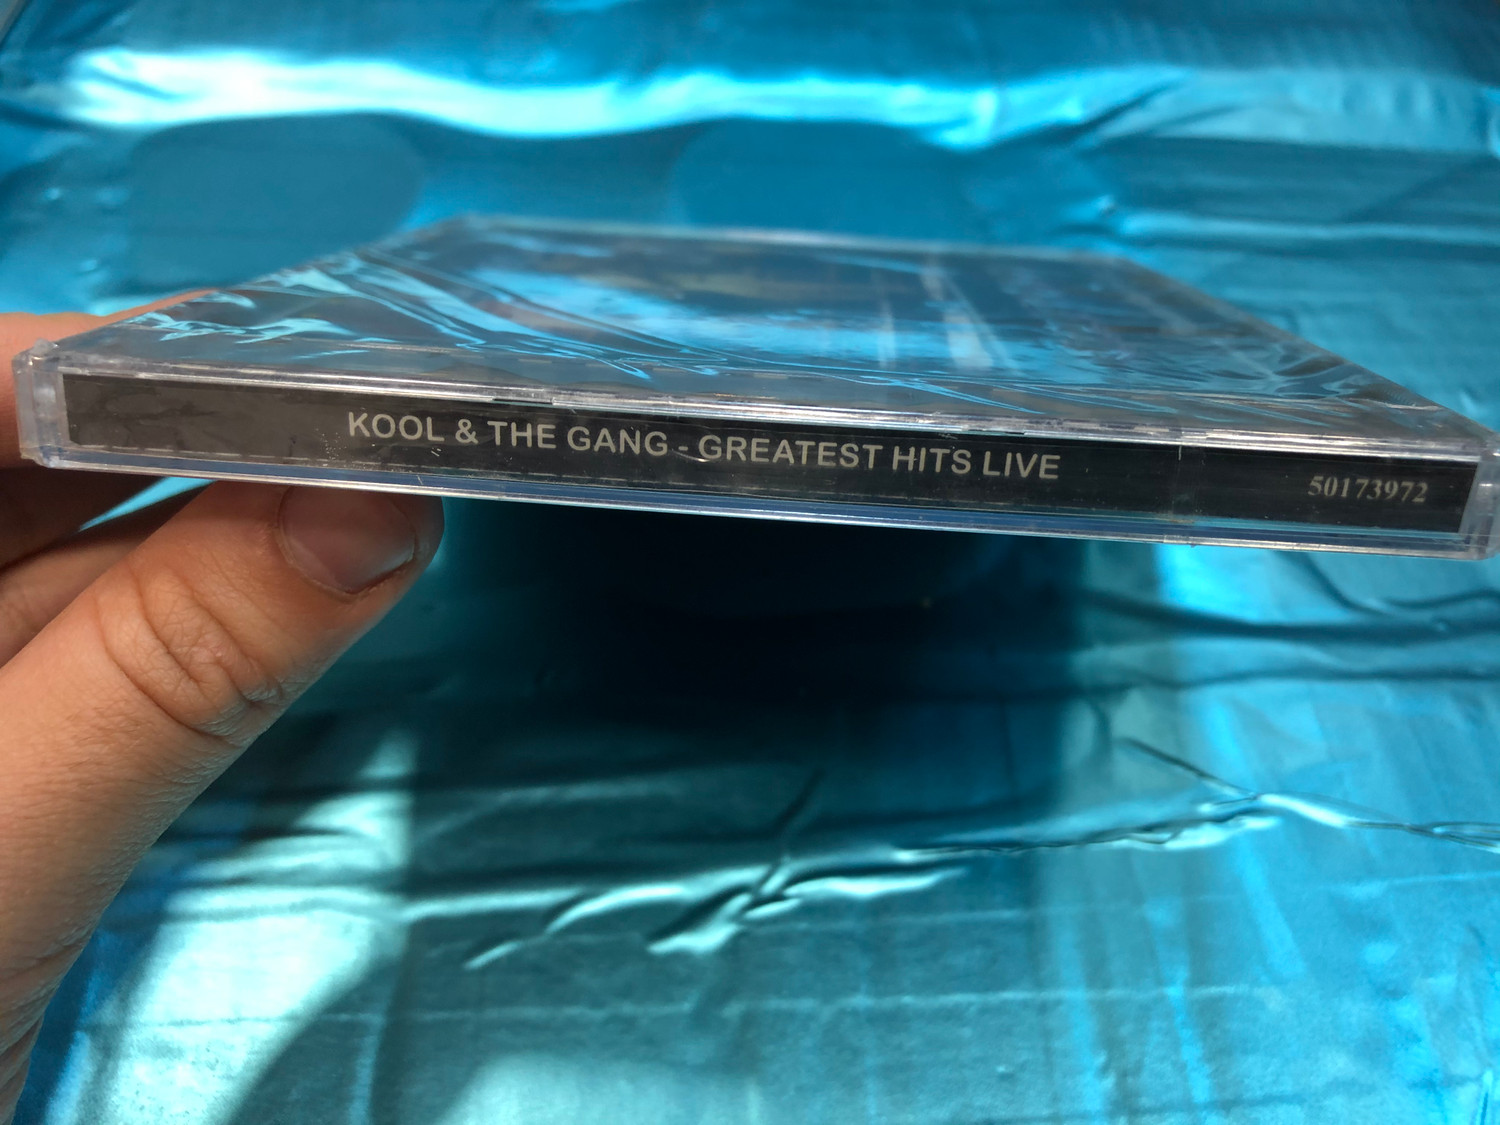 KOOL & THE GANG - GREATEST HITS LIVE
50173972